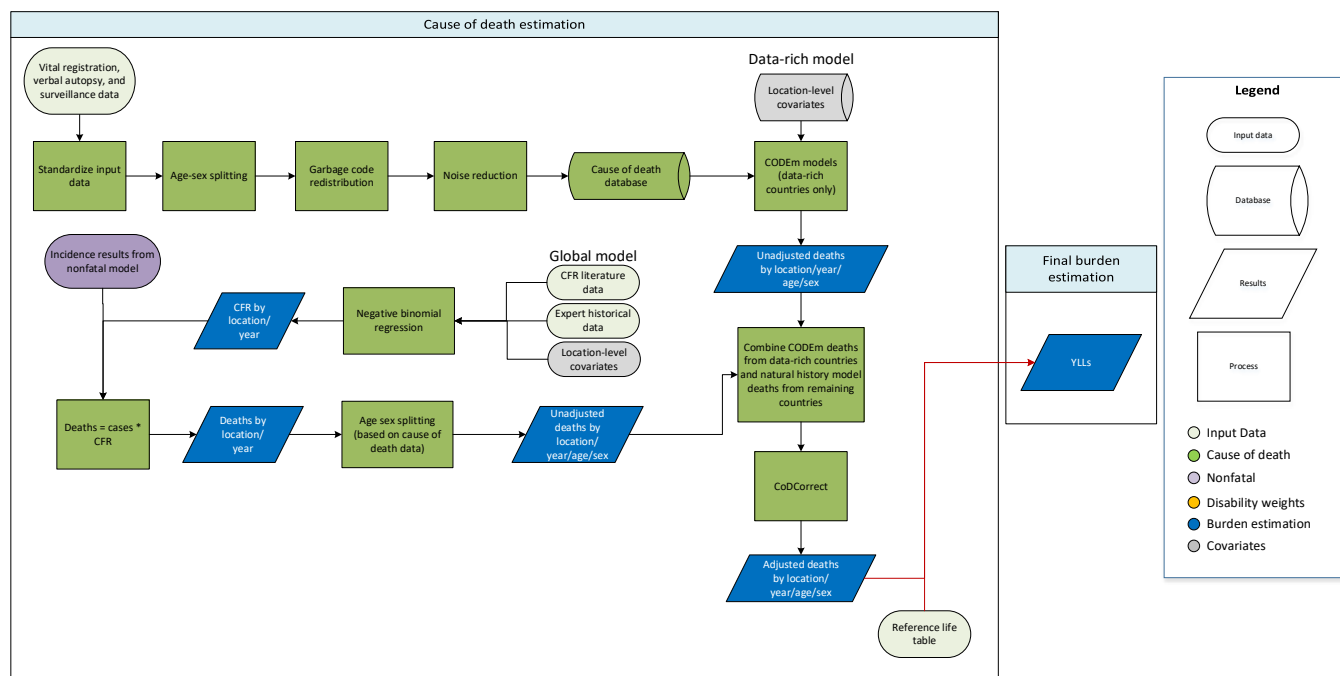 Cause of death estimation
Vital registration,
verbal autopsy, and
surveillance data
Data-rich model
Location-level
covariates
Standardize input
data
Age-sex splitting
Garbage code
redistribution
Noise reduction
Cause of death
database
CODEm models
(data-rich
countries only)
Incidence results from
nonfatal model
Global model
CFR literature
data
Expert historical
data
Location-level
covariates
Negative binomial
regression
CFR by
location/
year
Unadjusted deaths
by location/year/
age/sex
Combine CODEm deaths
from data-rich countries
and natural history model
deaths from remaining
countries
Deaths = cases *
CFR
Deaths by
location/
year
Age sex splitting
(based on cause of
death data)
Unadjusted
deaths by
location/
year/age/sex
CoDCorrect
Adjusted deaths
by location/
year/age/sex
Reference life
table
Final burden
estimation
YLLs
Legend
Input data
Database
Results
Process
Input Data
Cause of death
Nonfatal
Disability weights
Burden estimation
Covariates